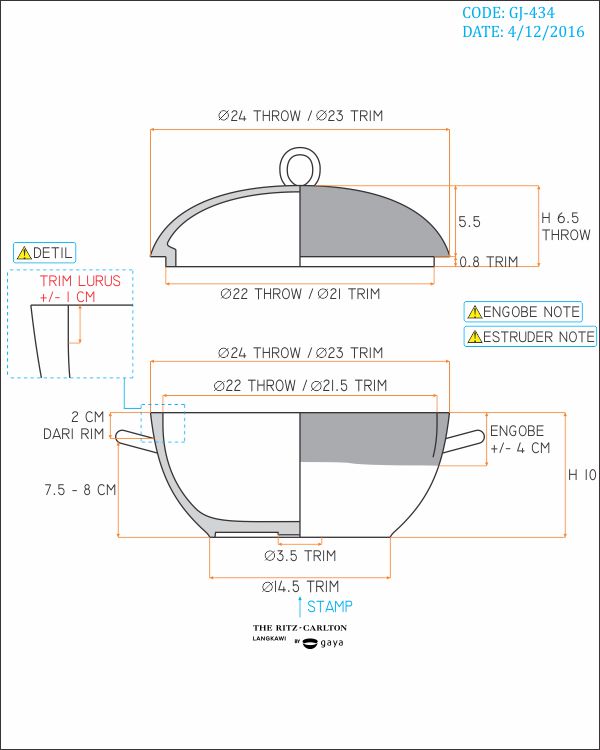 CODE: GJ-434
DATE: 4/12/2016
Ø24 THROW / Ø23 TRIM
5.5
H 6.5
THROW
0.8 TRIM
DETIL
Ø22 THROW / Ø21 TRIM
TRIM LURUS
+/- 1 CM
ENGOBE NOTE
ESTRUDER NOTE
Ø24 THROW / Ø23 TRIM
Ø22 THROW / Ø21.5 TRIM
2 CM
DARI RIM
ENGOBE
+/- 4 CM
7.5 - 8 CM
H 10
Ø3.5 TRIM
Ø14.5 TRIM
STAMP
THE RITZ-CARLTON
LANGKAWI
BY gaya